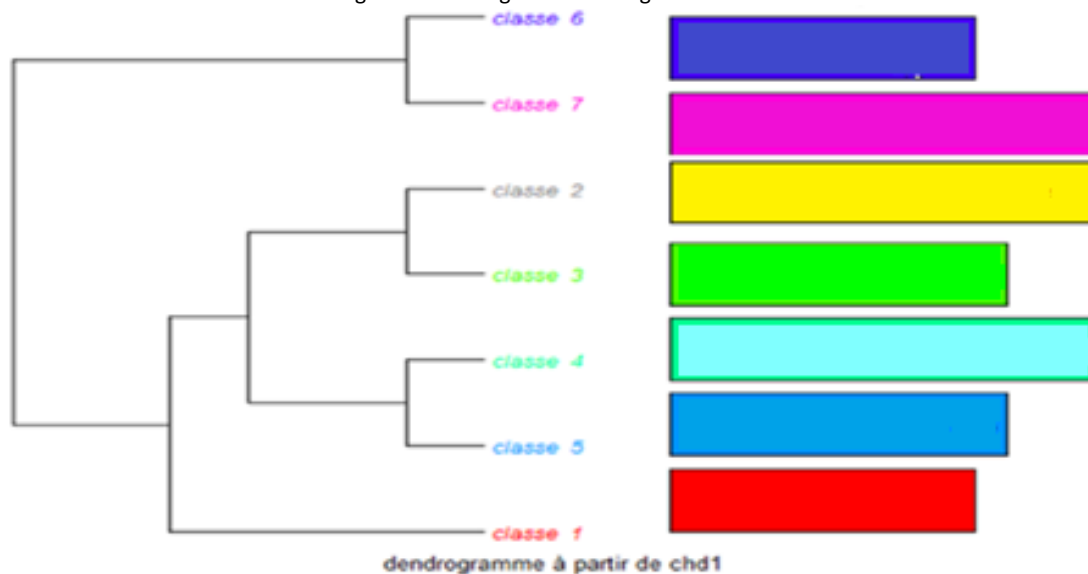 classe 6
classe 7
classe 2
classe 3
classe 4
classe 5
classe 1
dendrogramme à partir de chd1